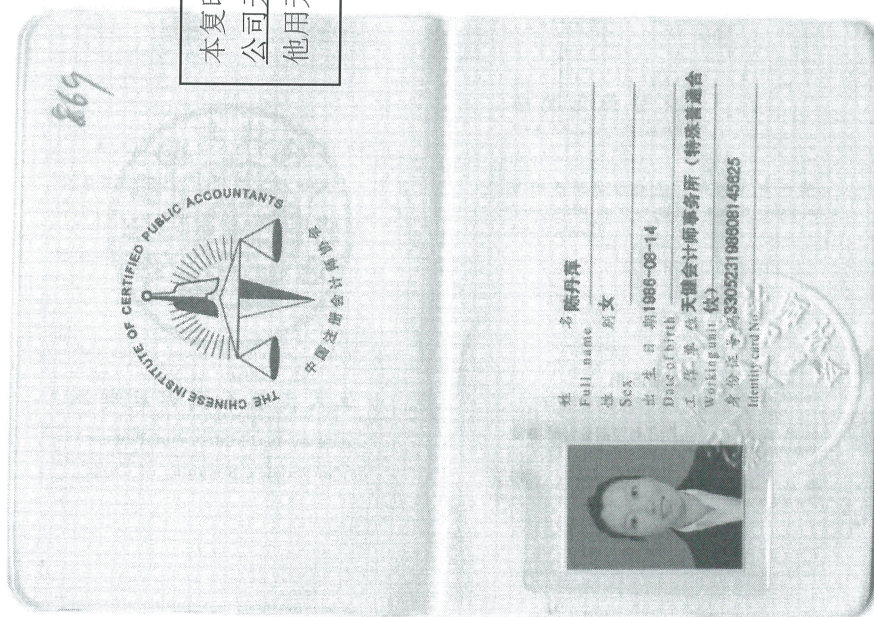 THE CHINESE INSTITUTE OF CERTIFIED PUBLIC ACCOUNTANTS
中国注册会计师协会
本复印
公司
他用
姓 名 陈丹萍
Full name
性 别 女
Sex
出生日期 1986-08-14
Date of birth
工作单位 天健会计师事务所（特殊普通合
Working unit 伙）
身份证号码 330523198608145625
Identity card No.